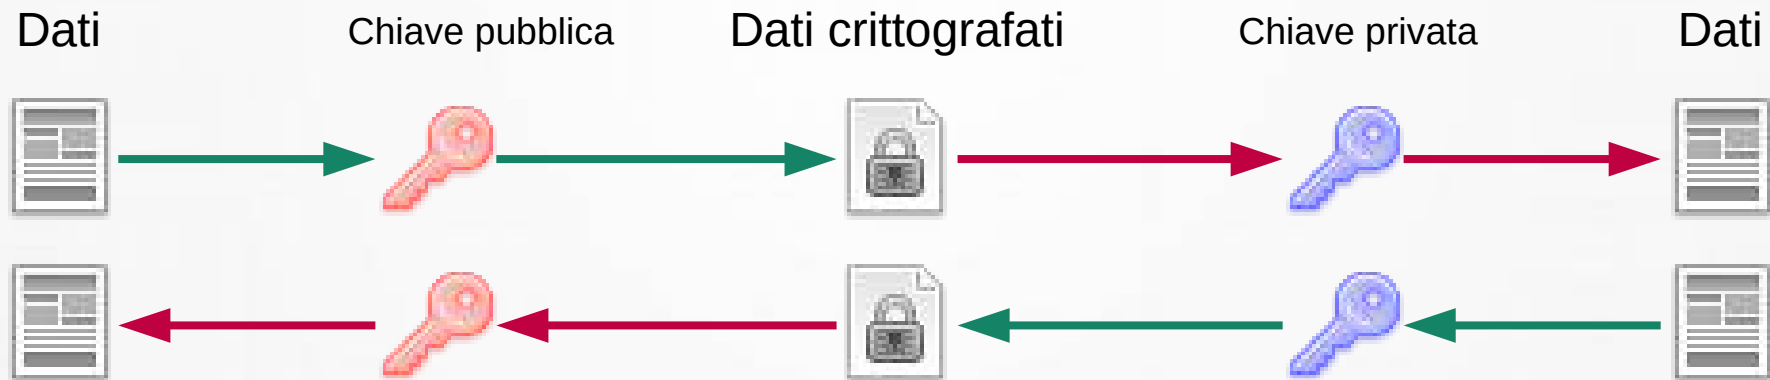 Dati
Chiave pubblica
Dati crittografati
Chiave privata
Dati